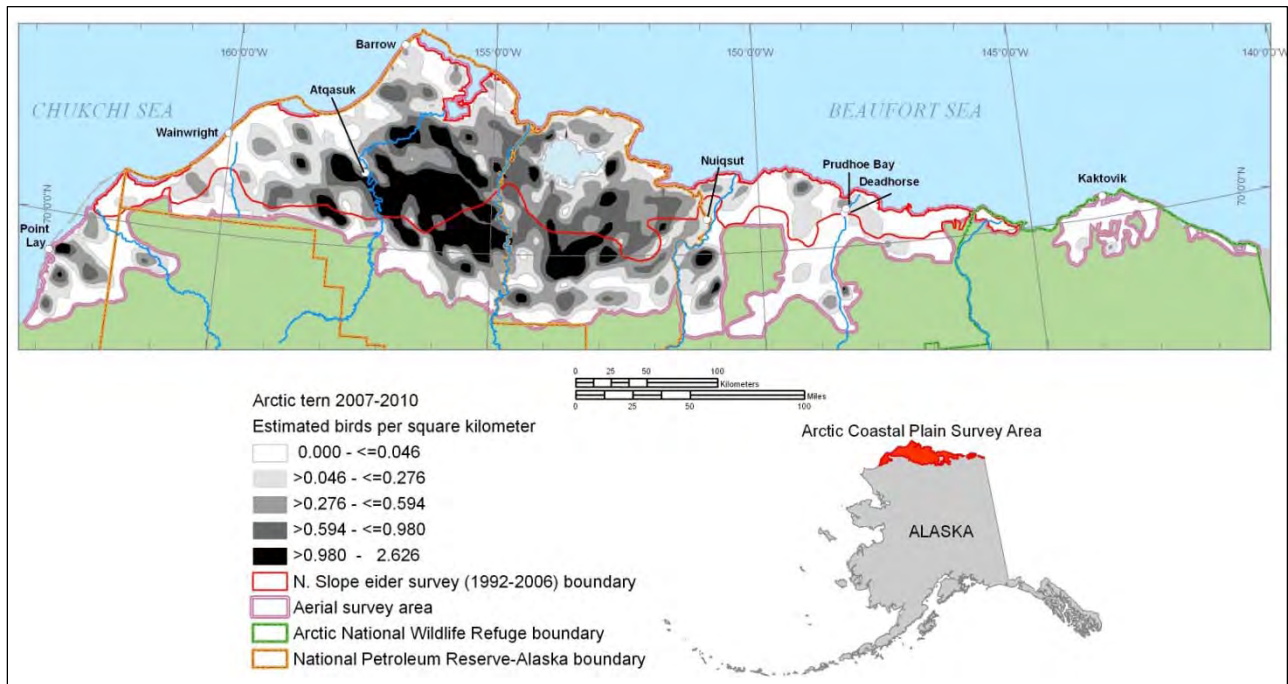 Barrow
160°0'0"W
155°0'0"W
150°0'0"W
145°0'0"W
140°0'0"W
Atqasuk
CHUKCHI SEA
BEAUFORT SEA
Wainwright
Nuiqsut
Prudhoe Bay
Deadhorse
Kaktovik
70°0'0"N
70°0'0"N
Point
Lay
0 25 50 100
Kilometers
Miles
0 25 50 100
Arctic tern 2007-2010
Estimated birds per square kilometer
0.000 - <=0.046
>0.046 - <=0.276
>0.276 - <=0.594
>0.594 - <=0.980
>0.980 - 2.626
N. Slope eider survey (1992-2006) boundary
Aerial survey area
Arctic National Wildlife Refuge boundary
National Petroleum Reserve-Alaska boundary
Arctic Coastal Plain Survey Area
ALASKA